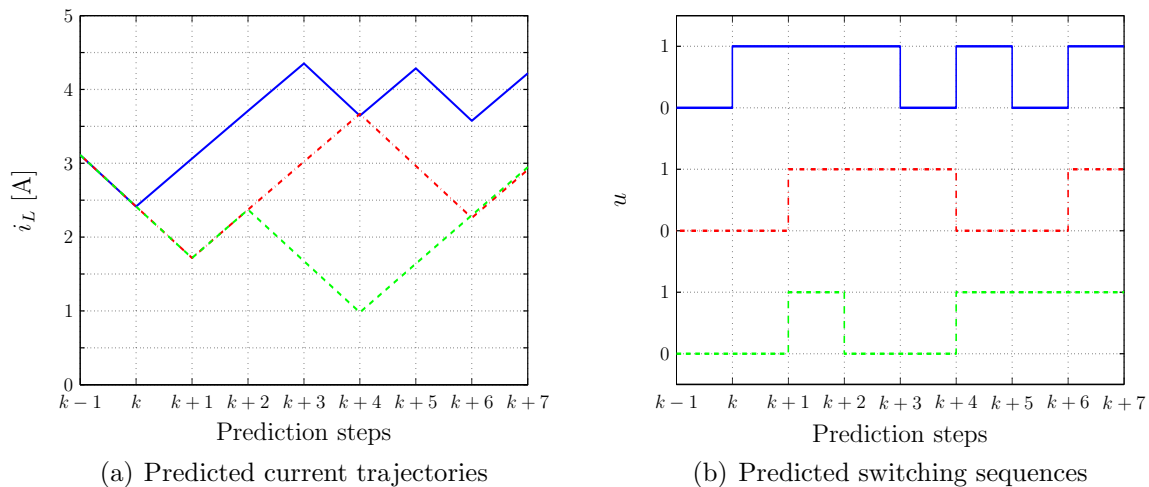 5
4
3
2
1
0
i_L [A]
k − 1 k k + 1 k + 2 k + 3 k + 4 k + 5 k + 6 k + 7
Prediction steps
(a) Predicted current trajectories
1
0
1
0
1
0
u
k − 1 k k + 1 k + 2 k + 3 k + 4 k + 5 k + 6 k + 7
Prediction steps
(b) Predicted switching sequences